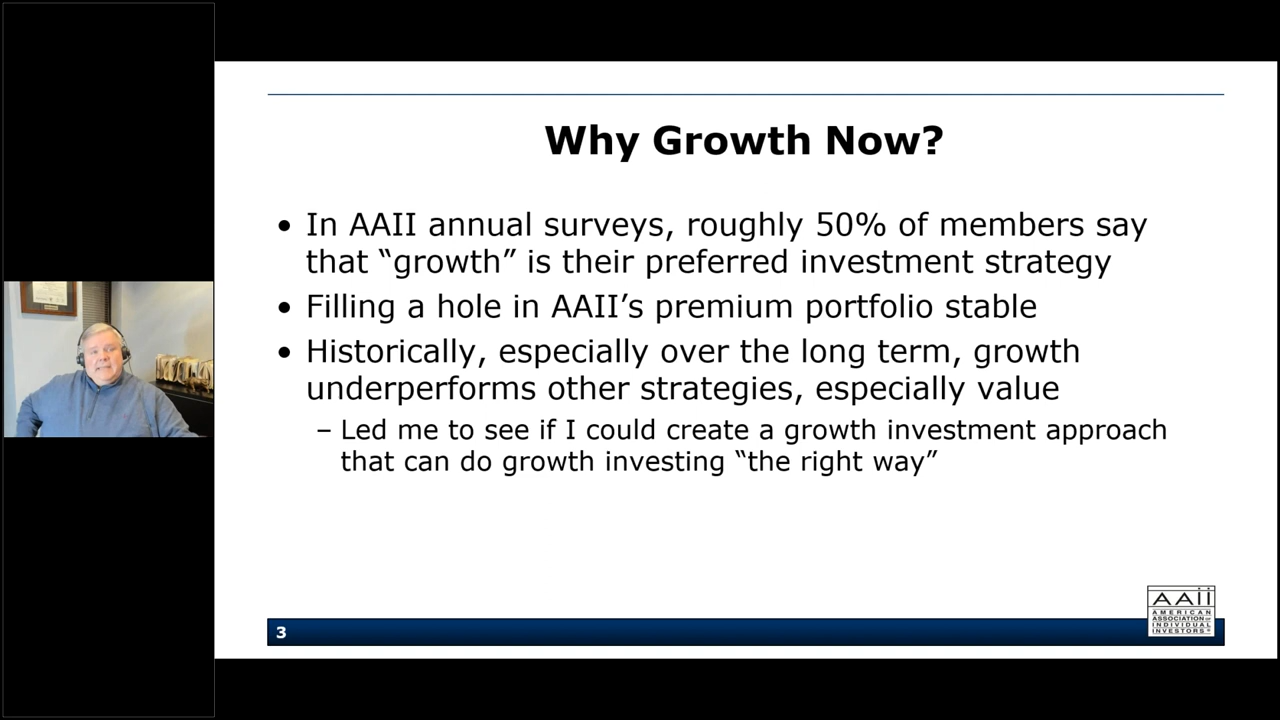 Why Growth Now?
• In AAII annual surveys, roughly 50% of members say
that “growth” is their preferred investment strategy
• Filling a hole in AAII’s premium portfolio stable
• Historically, especially over the long term, growth
underperforms other strategies, especially value
– Led me to see if I could create a growth investment approach
that can do growth investing “the right way”
3
AAII
AMERICAN
ASSOCIATION OF
INDIVIDUAL
INVESTORS®